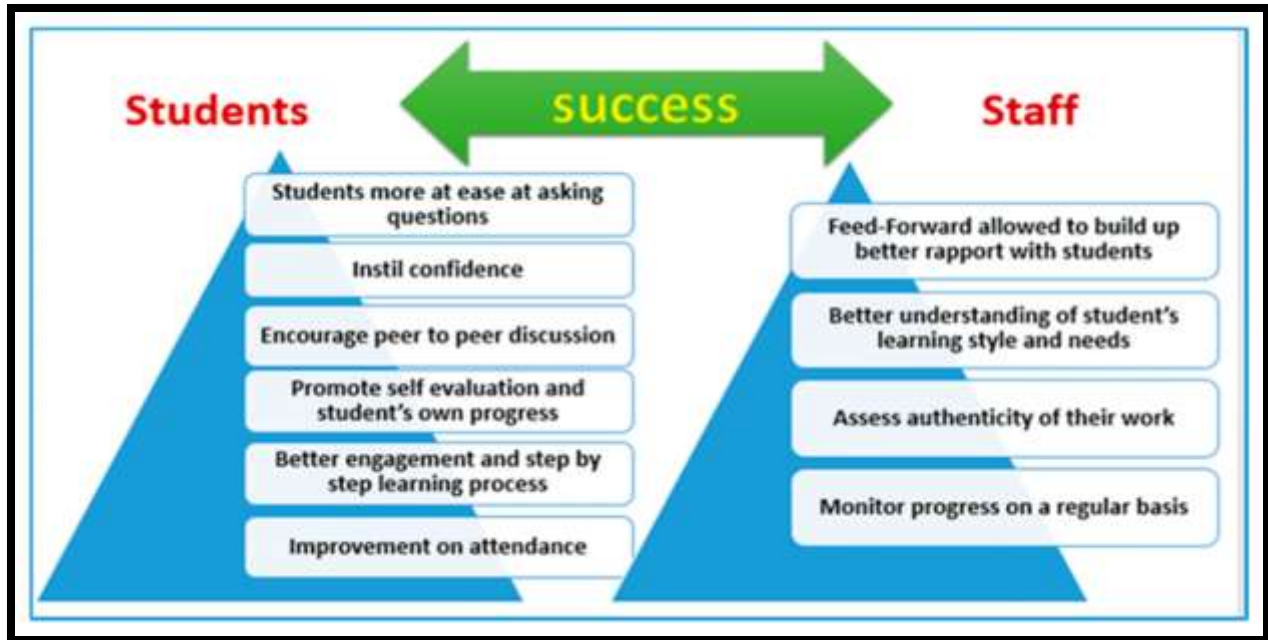 Students
success
Staff
Students more at ease at asking
questions
Instil confidence
Encourage peer to peer discussion
Promote self evaluation and
student's own progress
Better engagement and step by
step learning process
Improvement on attendance
Feed-Forward allowed to build up
better rapport with students
Better understanding of student's
learning style and needs
Assess authenticity of their work
Monitor progress on a regular basis